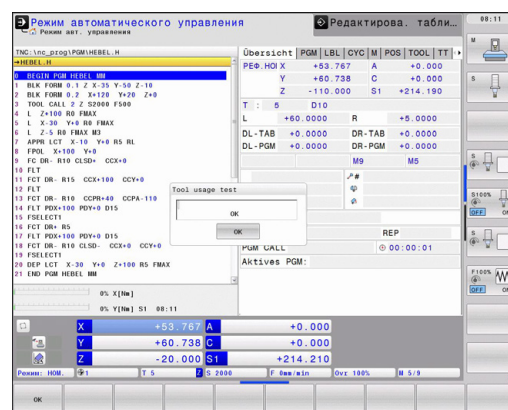 Режим автоматического управления
Режим авт. управления
Редактирова. табли...
08:11
TNC:\nc_prog\PGM\HEBEL.H
→HEBEL.H
0 BEGIN PGM HEBEL MM
1 BLK FORM 0.1 Z X-35 Y-50 Z-10
2 BLK FORM 0.2 X+120 Y+20 Z+0
3 TOOL CALL 2 Z S2000 F500
4 L Z+100 R0 FMAX
5 L X-30 Y+0 R0 FMAX
6 L Z-5 R0 FMAX M3
7 APPR LCT X-10 Y+0 R5 RL
8 FPOL X+100 Y+0
9 FC DR- R10 CLSD+ CCX+0
10 FLT
11 FCT DR- R15 CCX+100 CCY+0
12 FLT
13 FCT DR- R10 CCPR+40 CCPA-110
14 FLT PDX+100 PDY+0 D15
15 FSELECT1
16 FCT DR+ R5
17 FLT PDX+100 PDY+0 D15
18 FCT DR- R10 CLSD- CCX+0 CCY+0
19 FSELECT1
20 DEP LCT X-30 Y+0 Z+100 R5 FMAX
21 END PGM HEBEL MM
0% X[Nm]
0% Y[Nm] S1 08:11
Übersicht PGM LBL CYC M POS TOOL TT
РЕФ.НОІ X +53.767 A +0.000
Y +60.738 C +0.000
Z -110.000 S1 +214.190
T : 5 D10
L +60.0000 R +5.0000
DL-TAB +0.0000 DR-TAB +0.0000
DL-PGM +0.0000 DR-PGM +0.0000
M9 M5
#
REP
PGM CALL 00:00:01
Aktives PGM:
Tool usage test
OK
OK
X +53.767 A +0.000
Y +60.738 C +0.000
Z -20.000 S1 +214.210
Режим: НОМ. 1 T 5 Z S 2000 F 0mm/min Ovr 100% M 5/9
OK
M
S
S
S100%
OFF
S
F100%
OFF